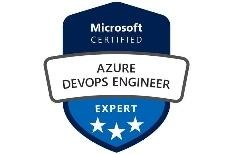 Microsoft
CERTIFIED
AZURE
DEVOPS ENGINEER
EXPERT